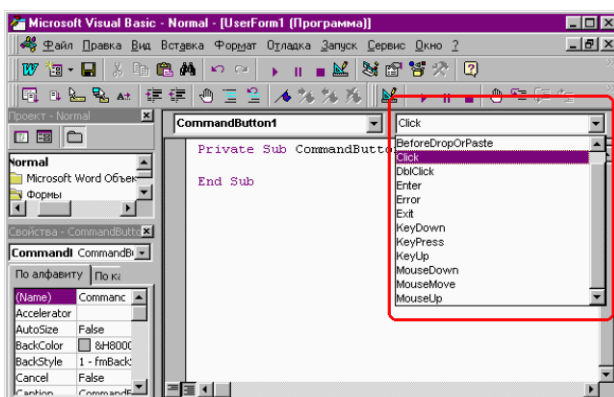 Microsoft Visual Basic - Normal - [UserForm1 (Программа)]
Файл Правка Вид Вставка Формат Отладка Запуск Сервис Окно ?
Проект - Normal
CommandButton1
Click
Normal
Microsoft Word Объек
Формы
Private Sub CommandButto
End Sub
BeforeDropOrPaste
Click
DblClick
Enter
Error
Exit
KeyDown
KeyPress
KeyUp
MouseDown
MouseMove
MouseUp
Свойства - CommandButto
CommandI CommandBu
По алфавиту По ка
(Name) Commanc
Accelerator
AutoSize False
BackColor &H8000
BackStyle 1 - fmBack
Cancel False
Caption CommandE